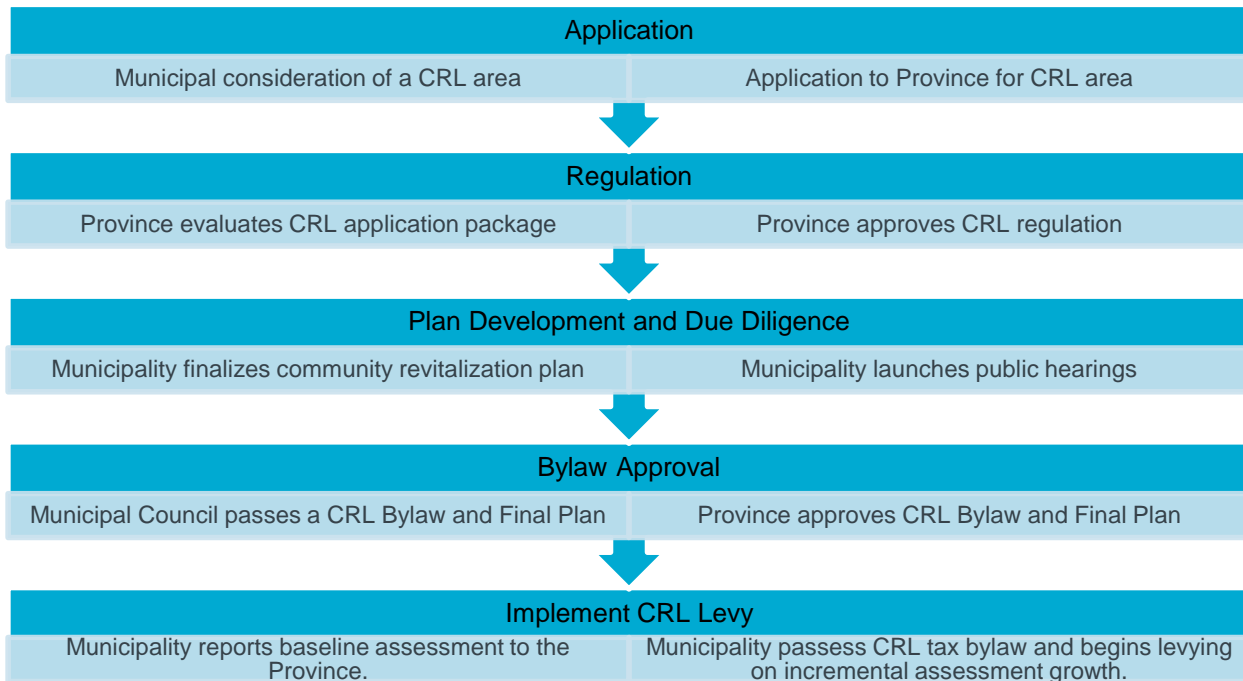 Application
Municipal consideration of a CRL area
Application to Province for CRL area
Regulation
Province evaluates CRL application package
Province approves CRL regulation
Plan Development and Due Diligence
Municipality finalizes community revitalization plan
Municipality launches public hearings
Bylaw Approval
Municipal Council passes a CRL Bylaw and Final Plan
Province approves CRL Bylaw and Final Plan
Implement CRL Levy
Municipality reports baseline assessment to the
Province.
Municipality passess CRL tax bylaw and begins levying
on incremental assessment growth.